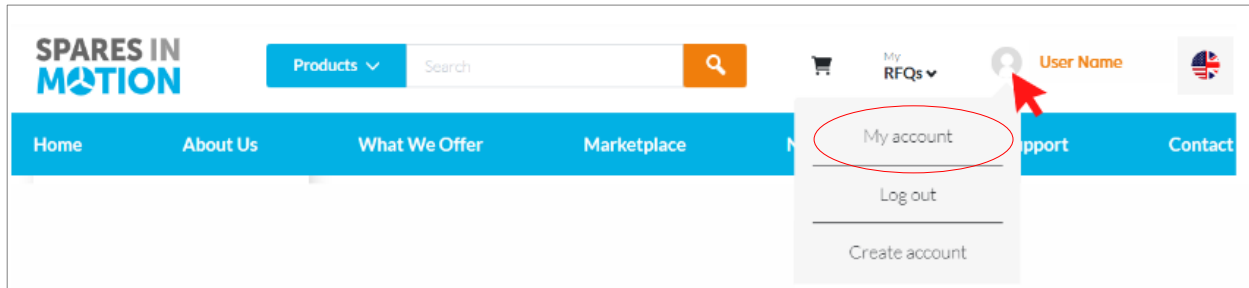 SPARES IN
MOTION
Products
Search
My
RFQs
User Name
Home
About Us
What We Offer
Marketplace
Contact
My account
Log out
Create account